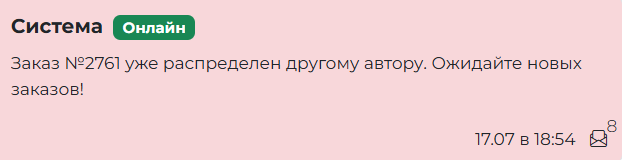 Система Онлайн
Заказ №2761 уже распределен другому автору. Ожидайте новых
заказов!
17.07 в 18:54 8